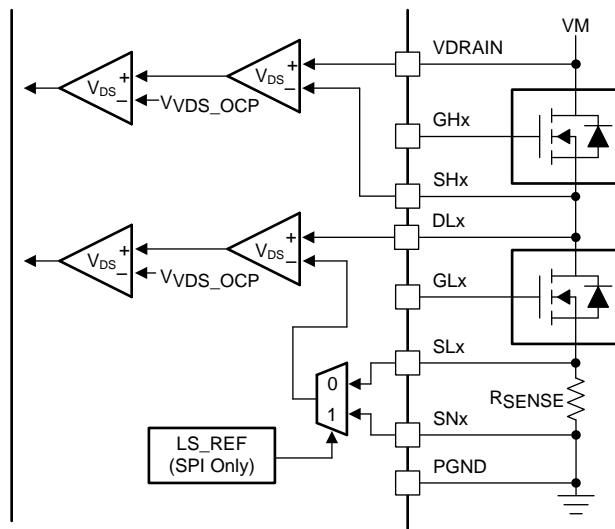 VM
VDRAIN
+
VDS
−
VVDS_OCP
+
VDS
−
GHx
SHx
DLx
+
VDS
−
VVDS_OCP
+
VDS
−
GLx
SLx
0
1
RSENSE
SNx
LS_REF
(SPI Only)
PGND